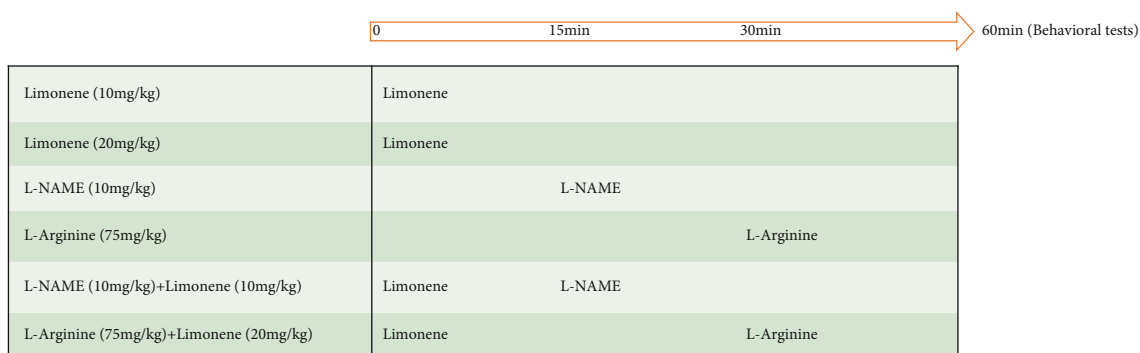 0 15min 30min 60min (Behavioral tests)
Limonene (10mg/kg) Limonene
Limonene (20mg/kg) Limonene
L-NAME (10mg/kg) L-NAME
L-Arginine (75mg/kg) L-Arginine
L-NAME (10mg/kg)+Limonene (10mg/kg) Limonene L-NAME
L-Arginine (75mg/kg)+Limonene (20mg/kg) Limonene L-Arginine